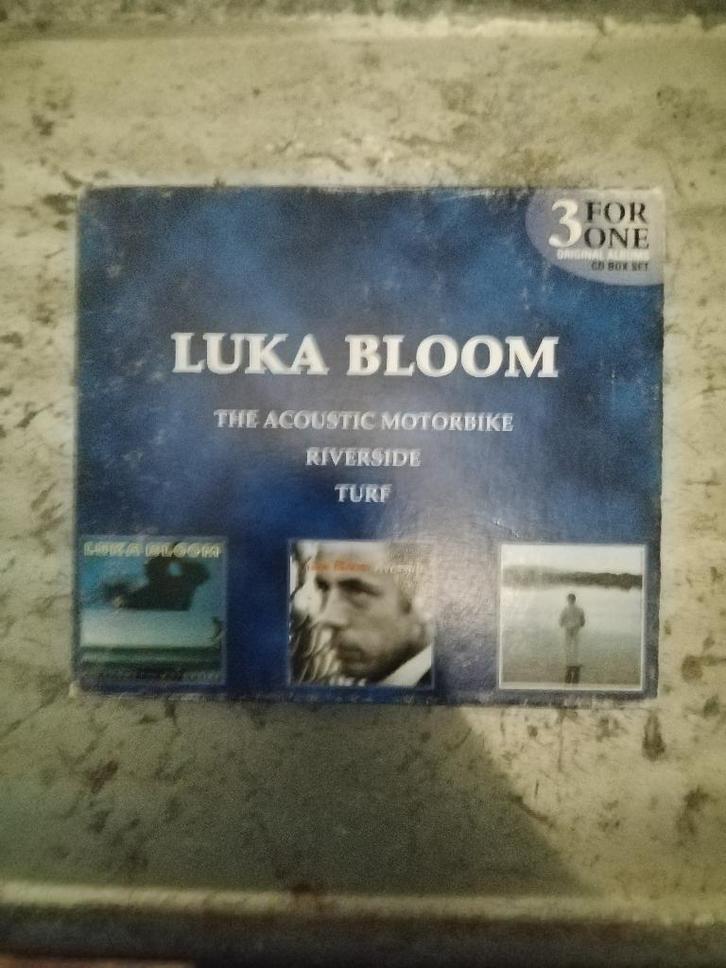 3 FOR
ONE
ORIGINAL ALBUMS
CD BOX SET
LUKA BLOOM
THE ACOUSTIC MOTORBIKE
RIVERSIDE
TURF
LUKA BLOOM